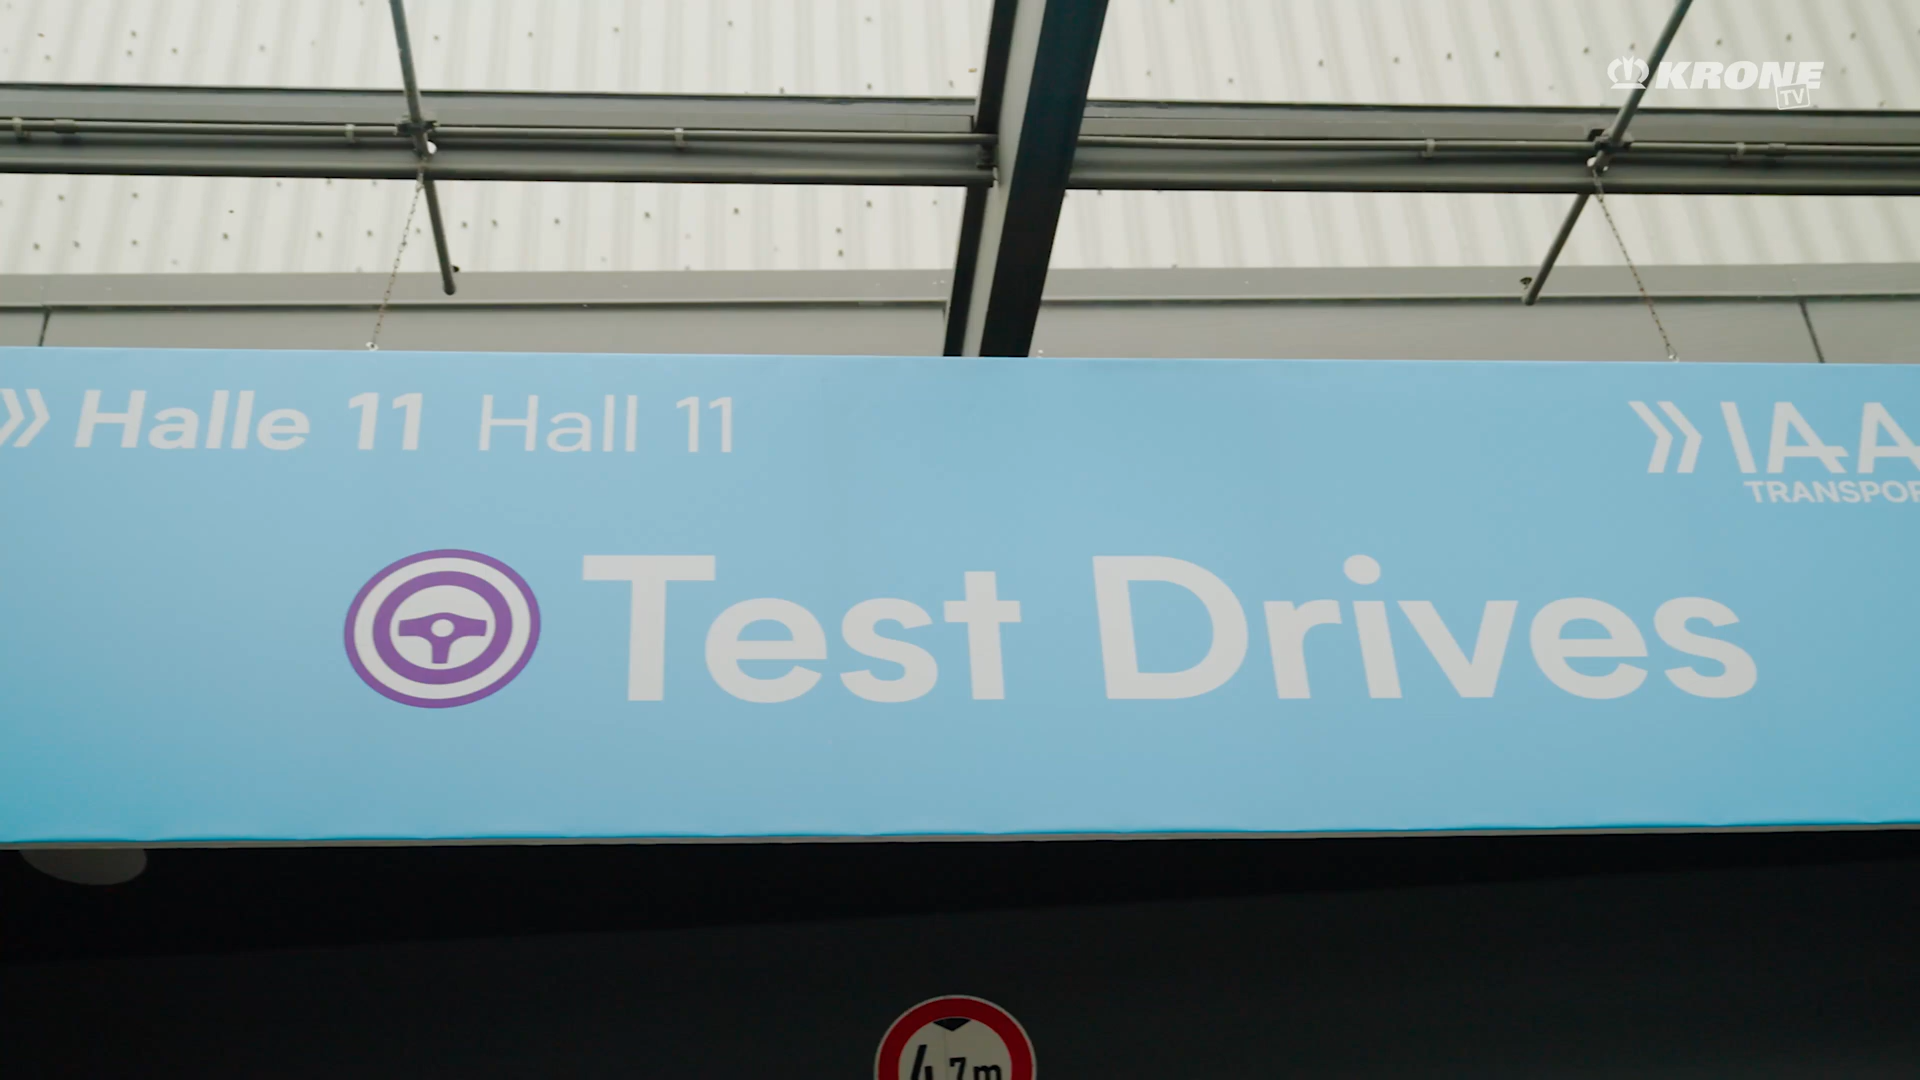 KRONE
TV
» Halle 11 Hall 11
» IAA
TRANSPOR
Test Drives
4,7m